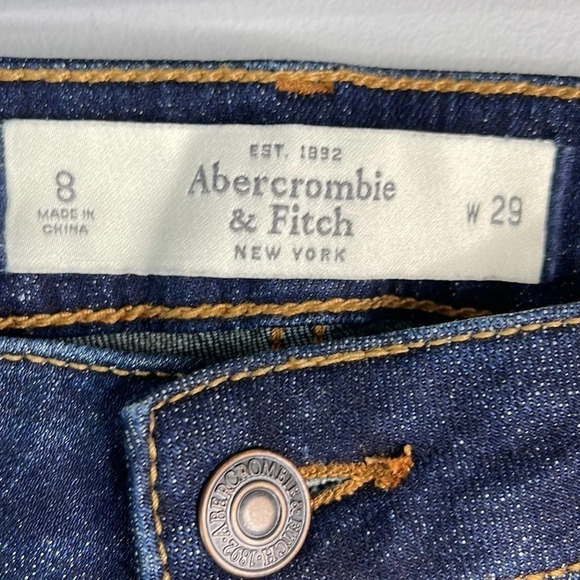 EST. 1892
Abercrombie
& Fitch
NEW YORK
8
MADE IN
CHINA
W 29
ABERCROMBIE & FITCH 1892